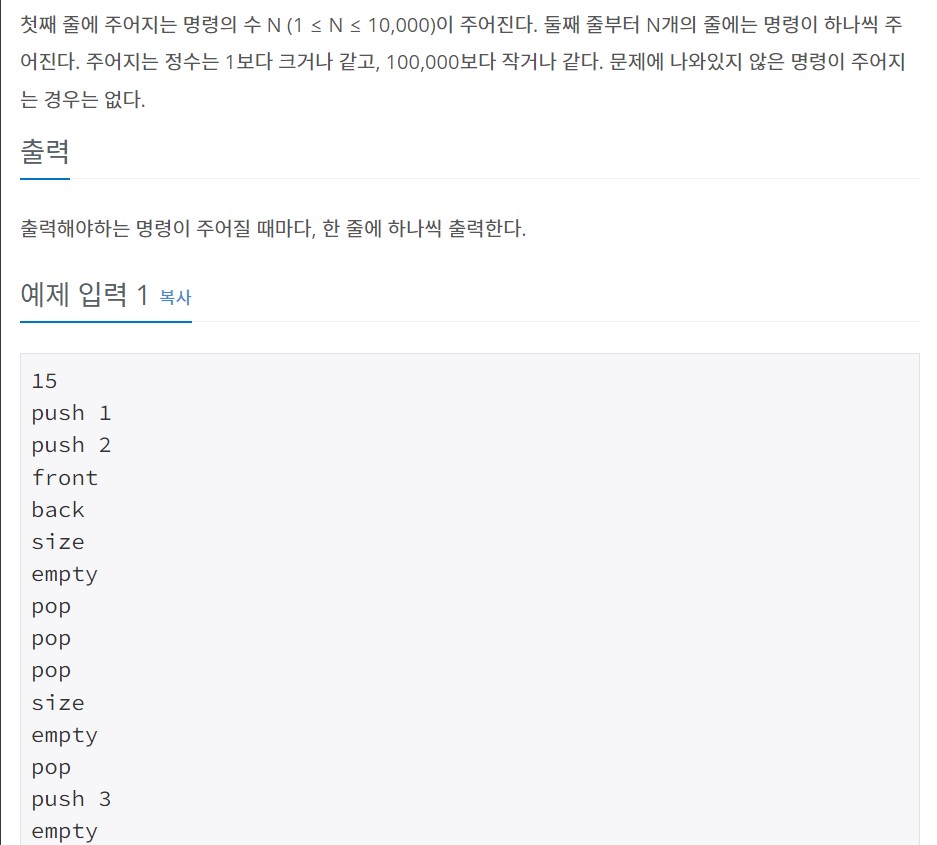 첫째 줄에 주어지는 명령의 수 N (1 ≤ N ≤ 10,000)이 주어진다. 둘째 줄부터 N개의 줄에는 명령이 하나씩 주
어진다. 주어지는 정수는 1보다 크거나 같고, 100,000보다 작거나 같다. 문제에 나와있지 않은 명령이 주어지
는 경우는 없다.
출력
출력해야하는 명령이 주어질 때마다, 한 줄에 하나씩 출력한다.
예제 입력 1 복사
15
push 1
push 2
front
back
size
empty
pop
pop
pop
size
empty
pop
push 3
empty